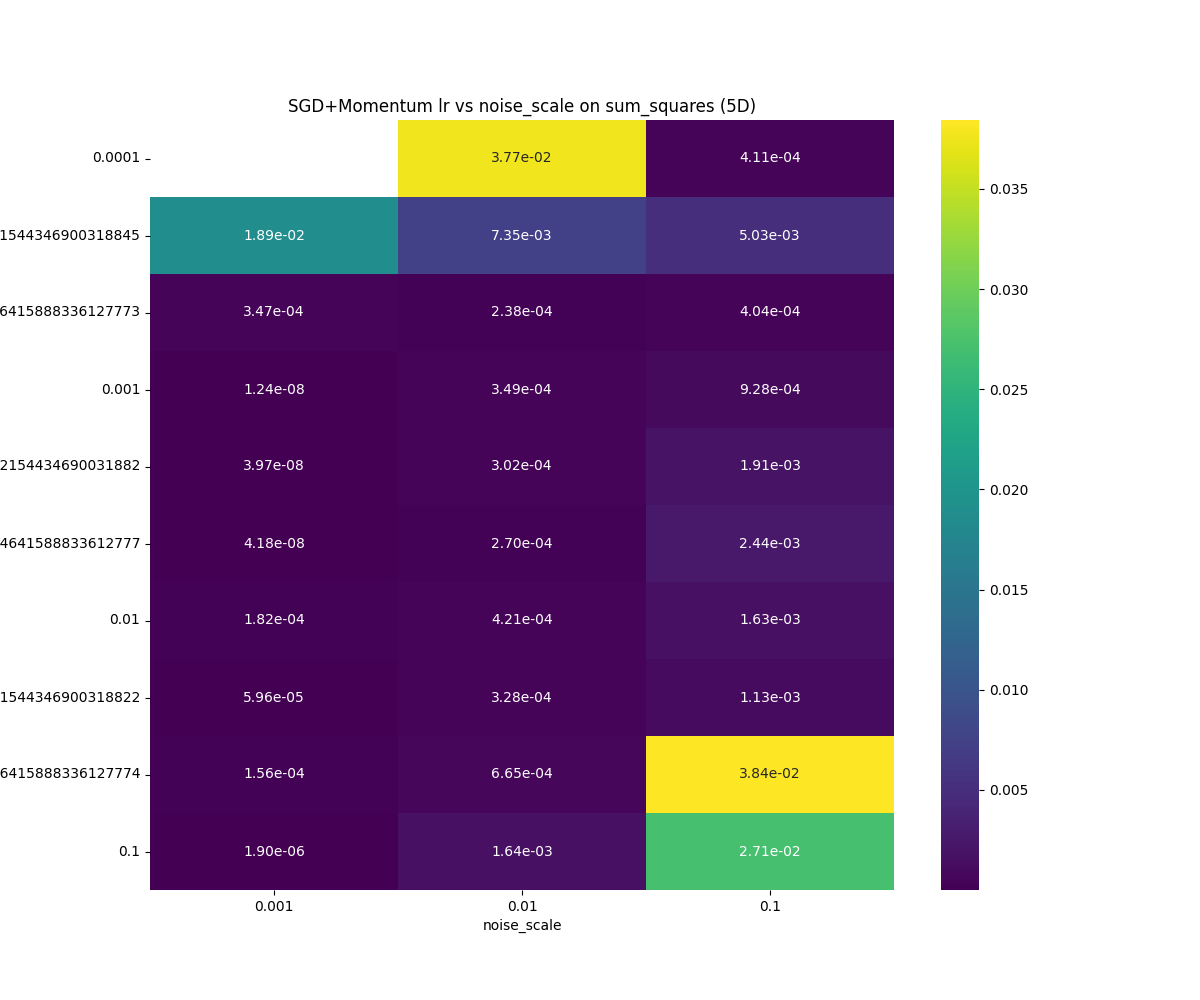 SGD+Momentum lr vs noise_scale on sum_squares (5D)
0.0001 3.77e-02 4.11e-04
1544346900318845 1.89e-02 7.35e-03 5.03e-03
6415888336127773 3.47e-04 2.38e-04 4.04e-04
0.001 1.24e-08 3.49e-04 9.28e-04
2154434690031882 3.97e-08 3.02e-04 1.91e-03
4641588833612777 4.18e-08 2.70e-04 2.44e-03
0.01 1.82e-04 4.21e-04 1.63e-03
1544346900318822 5.96e-05 3.28e-04 1.13e-03
6415888336127774 1.56e-04 6.65e-04 3.84e-02
0.1 1.90e-06 1.64e-03 2.71e-02
0.001 0.01 0.1
noise_scale
0.035
0.030
0.025
0.020
0.015
0.010
0.005